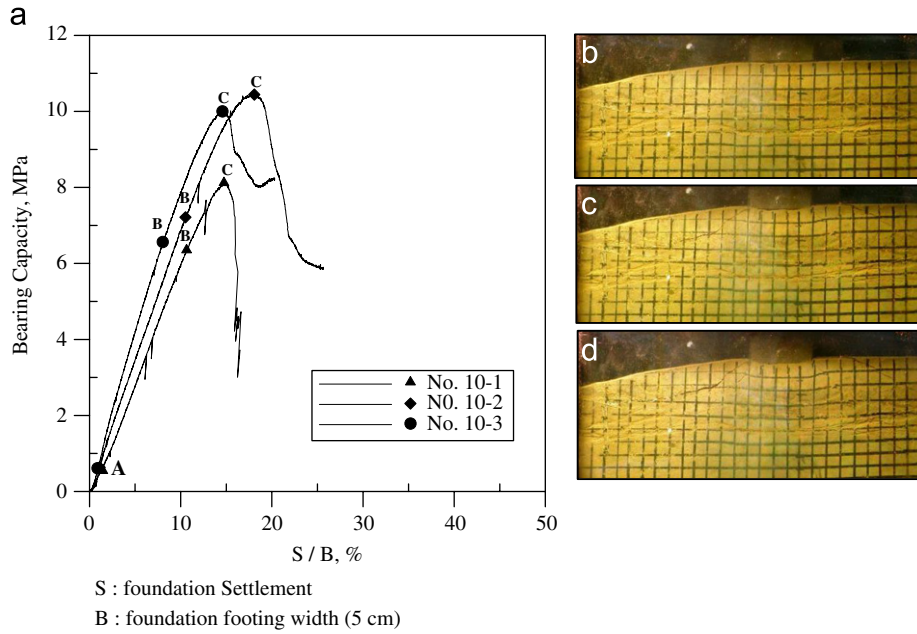 a
12
10
8
6
4
2
0
Bearing Capacity, MPa
C
C
C
B
B
B
A
No. 10-1
N0. 10-2
No. 10-3
0
10
20
30
40
50
S / B, %
S : foundation Settlement
B : foundation footing width (5 cm)
b
c
d